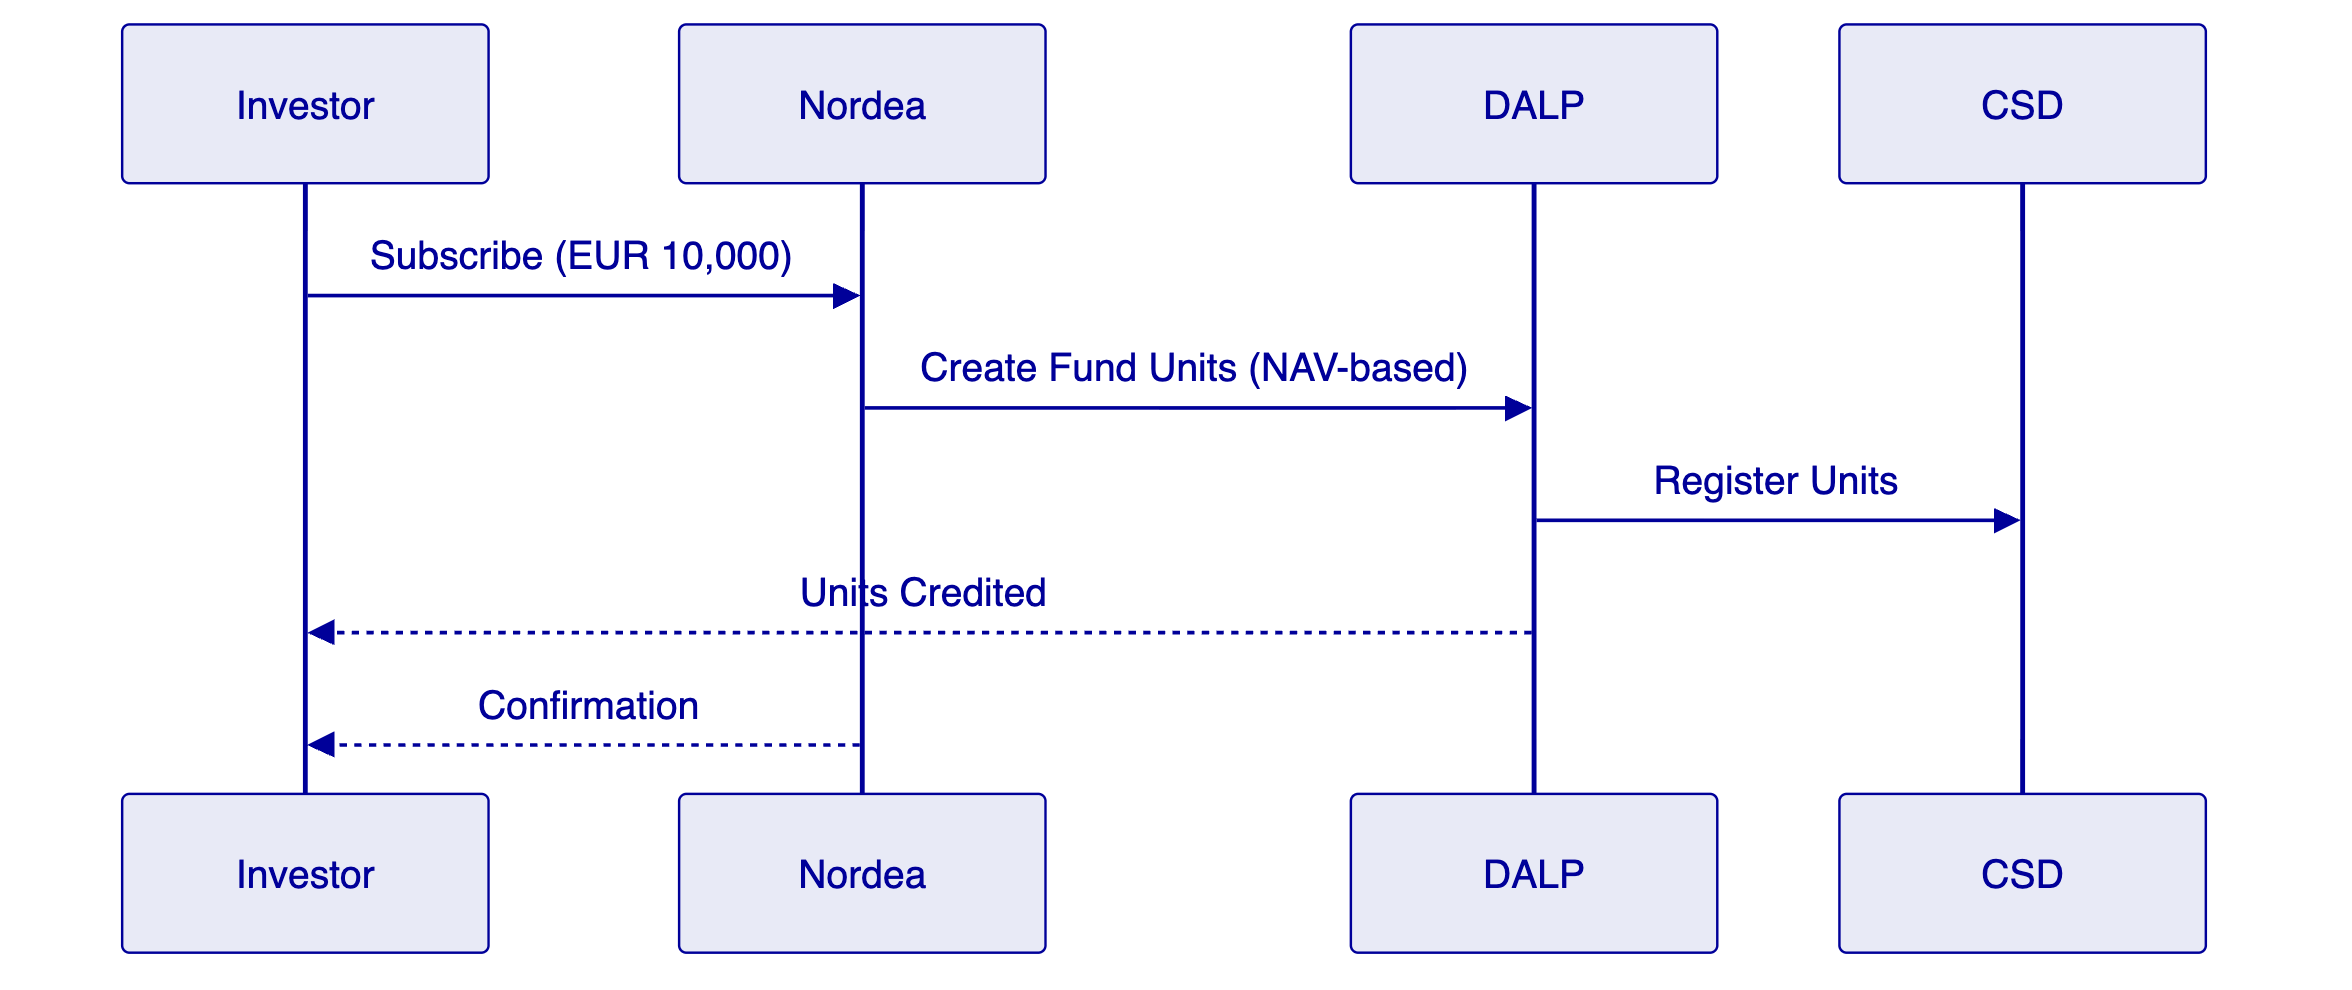 Investor
Nordea
DALP
CSD
Subscribe (EUR 10,000)
Create Fund Units (NAV-based)
Register Units
Units Credited
Confirmation
Investor
Nordea
DALP
CSD